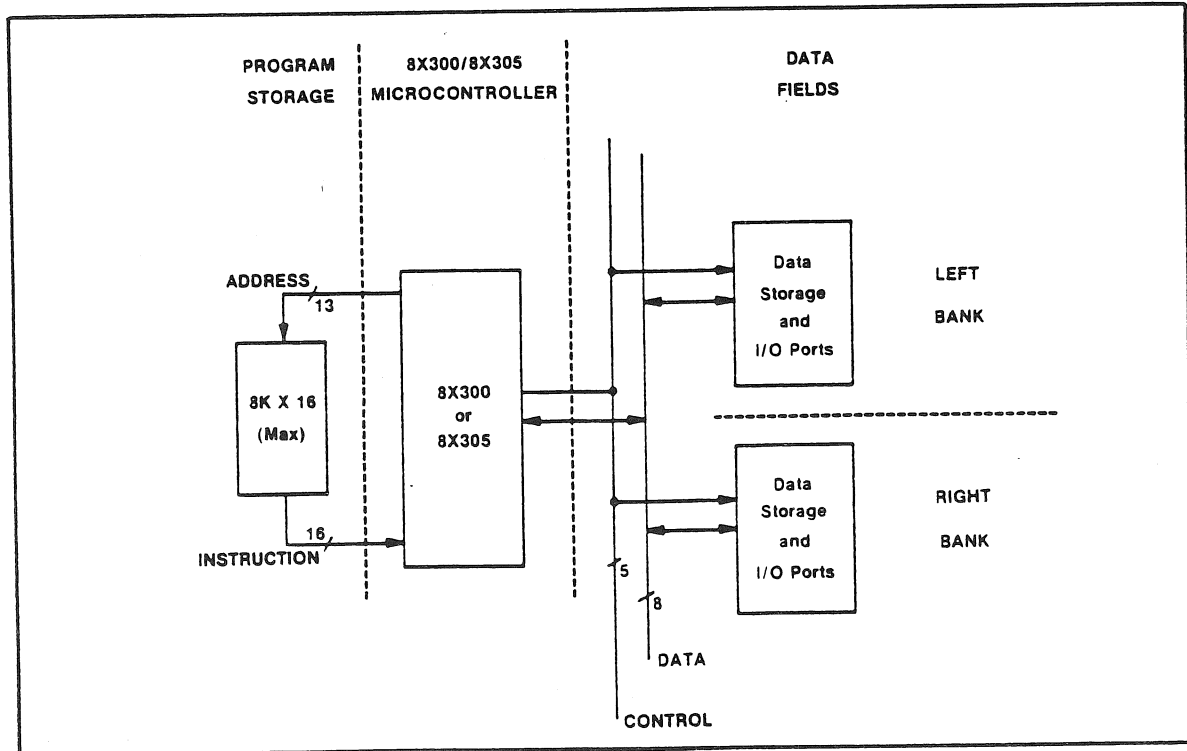 PROGRAM
STORAGE
8X300/8X305
MICROCONTROLLER
DATA
FIELDS
ADDRESS
13
8K X 16
(Max)
16
INSTRUCTION
8X300
or
8X305
Data
Storage
and
I/O Ports
LEFT
BANK
Data
Storage
and
I/O Ports
RIGHT
BANK
5
8
DATA
CONTROL